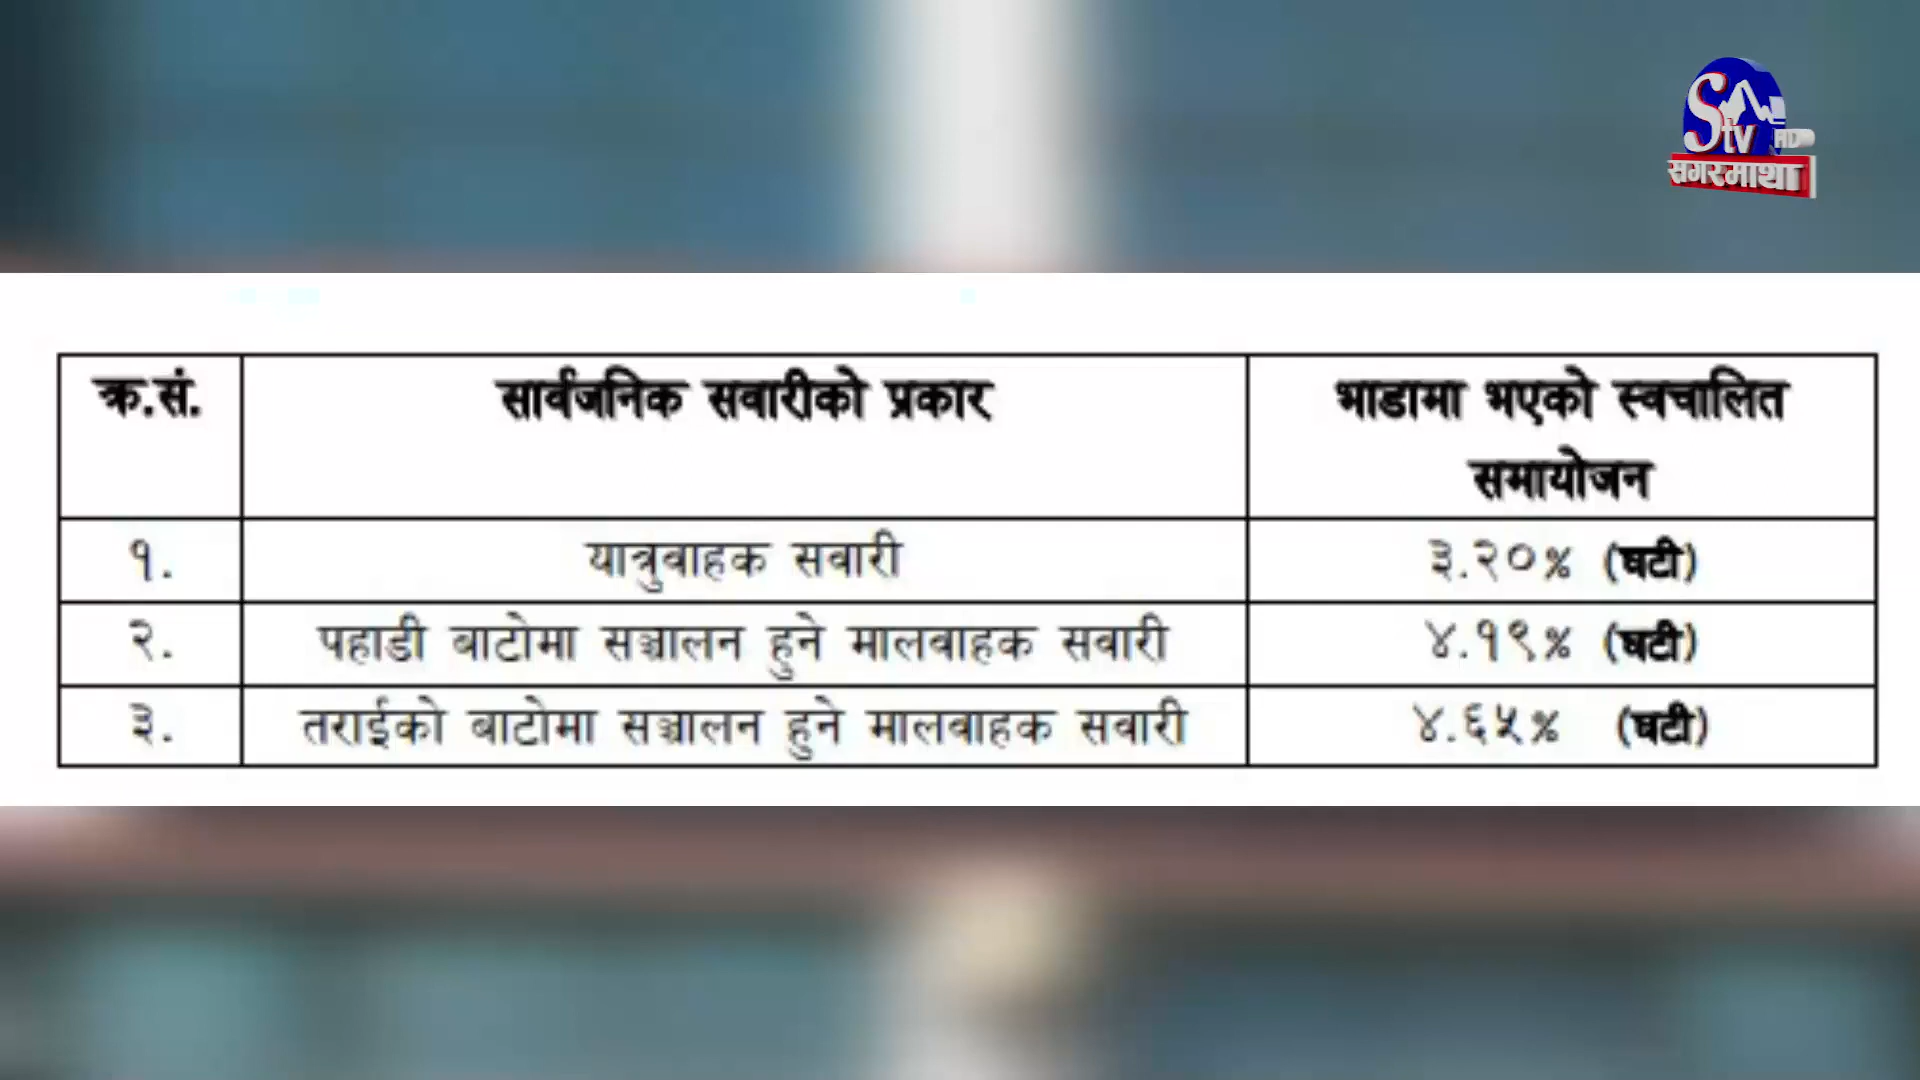 Stv HD
सगरमाथा
क्र.सं. सार्वजनिक सवारीको प्रकार भाडामा भएको स्वचालित
समायोजन
१. यात्रुवाहक सवारी ३.२०% (घटी)
२. पहाडी बाटोमा सञ्चालन हुने मालवाहक सवारी ४.१९% (घटी)
३. तराईको बाटोमा सञ्चालन हुने मालवाहक सवारी ४.६५% (घटी)